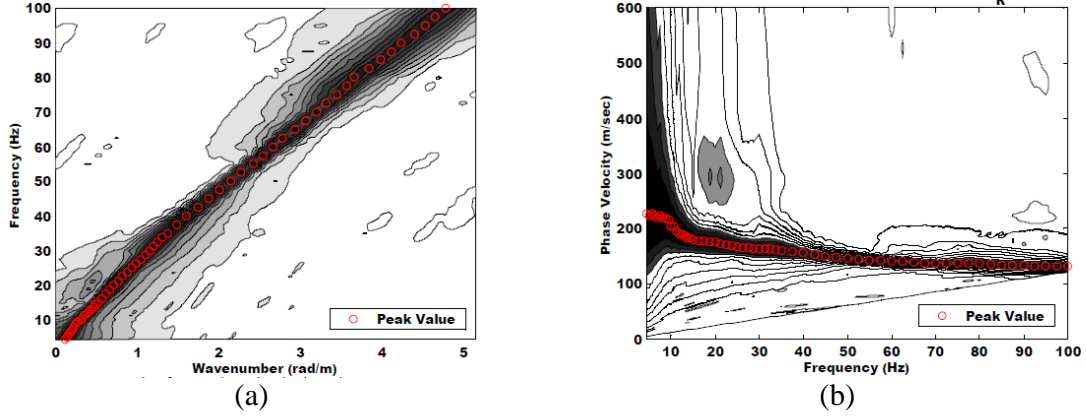 R
100
90
80
70
60
50
40
30
20
10
Frequency (Hz)
0 1 2 3 4 5
Wavenumber (rad/m)
Peak Value
(a)
600
500
400
300
200
100
0
Phase Velocity (m/sec)
10 20 30 40 50 60 70 80 90 100
Frequency (Hz)
Peak Value
(b)